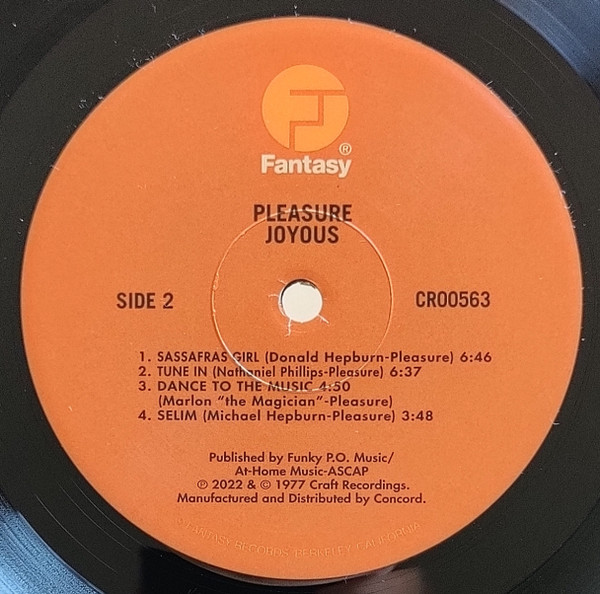 Fantasy®
PLEASURE
JOYOUS
SIDE 2
CR00563
1. SASSAFRAS GIRL (Donald Hepburn-Pleasure) 6:46
2. TUNE IN (Nathaniel Phillips-Pleasure) 6:37
3. DANCE TO THE MUSIC 4:50
(Marlon "the Magician"-Pleasure)
4. SELIM (Michael Hepburn-Pleasure) 3:48
Published by Funky P.O. Music/
At-Home Music-ASCAP
℗ 2022 & © 1977 Craft Recordings.
Manufactured and Distributed by Concord.
FANTASY RECORDS, BERKELEY, CALIFORNIA